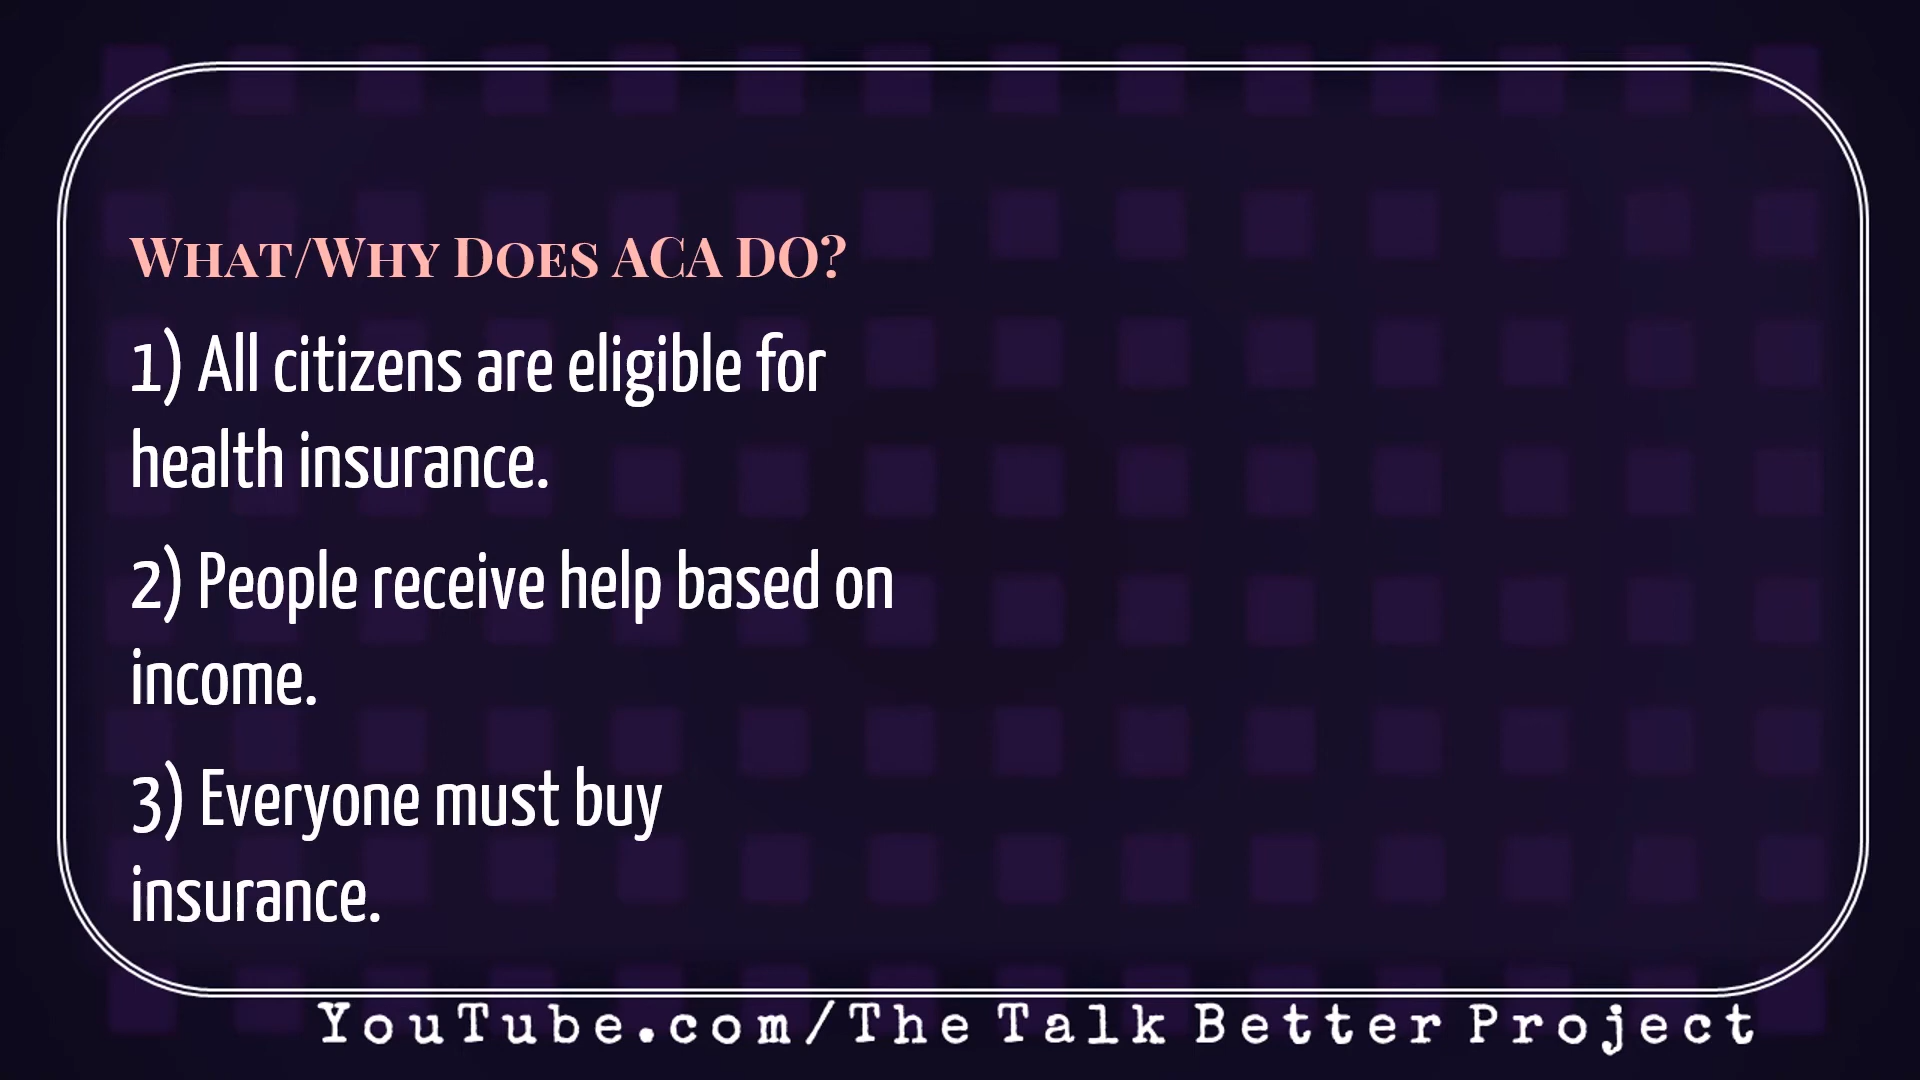 What/Why Does ACA DO?
1) All citizens are eligible for
health insurance.
2) People receive help based on
income.
3) Everyone must buy
insurance.
YouTube.com/The Talk Better Project